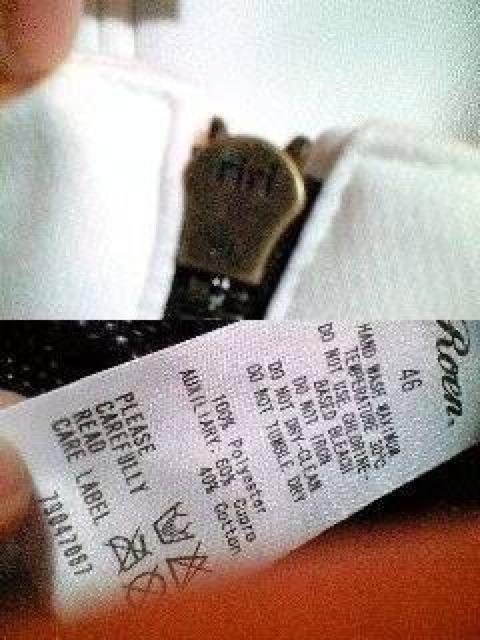 Rovn.
46
HAND WASH MAXIMUM
TEMPERATURE 30°C
DO NOT USE CHLORINE-
BASED BLEACH
DO NOT IRON
DO NOT DRY-CLEAN
DO NOT TUMBLE DRY
100% Polyester
AUXILIARY. 60% Cupro
40% Cotton
PLEASE
CAREFULLY
READ
CARE LABEL